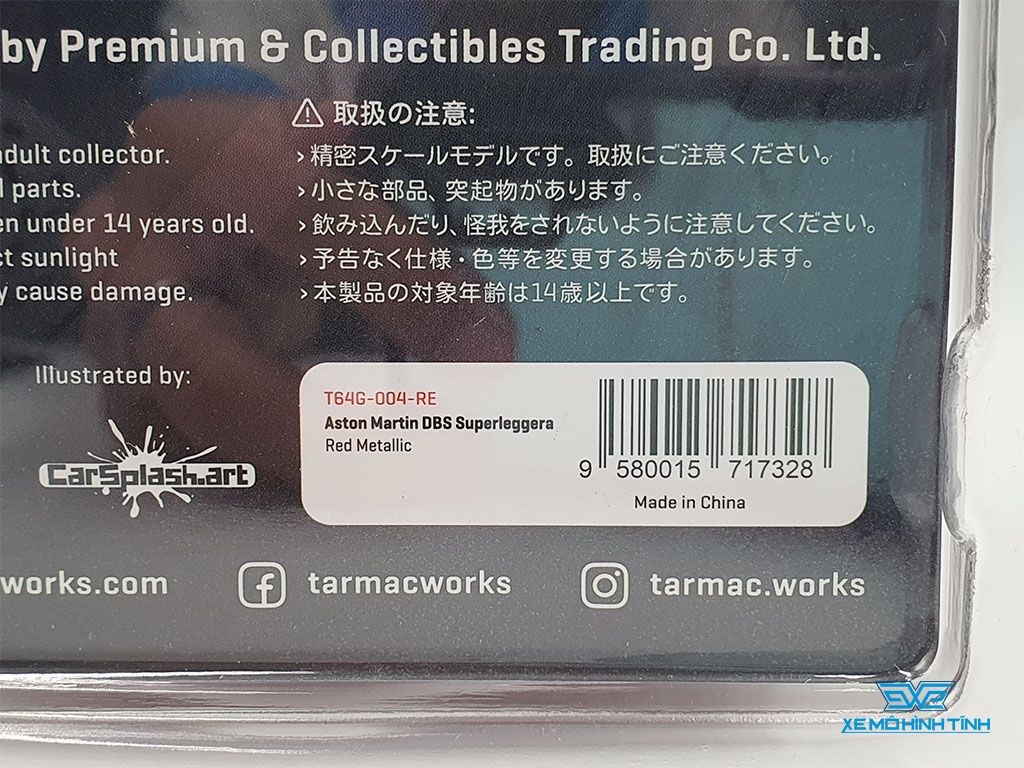 by Premium & Collectibles Trading Co. Ltd.
取扱の注意:
adult collector.
›精密スケールモデルです。取扱にご注意ください。
parts.
›小さな部品、突起物があります。
under 14 years old.
›飲み込んだり、怪我をされないように注意してください。
sunlight
›予告なく仕様・色等を変更する場合があります。
cause damage.
›本製品の対象年齢は14歳以上です。
Illustrated by:
CarSplash.art
T64G-004-RE
Aston Martin DBS Superleggera
Red Metallic
9 580015 717328
Made in China
works.com
tarmacworks
tarmac.works
XE MÔ HÌNH TĨNH